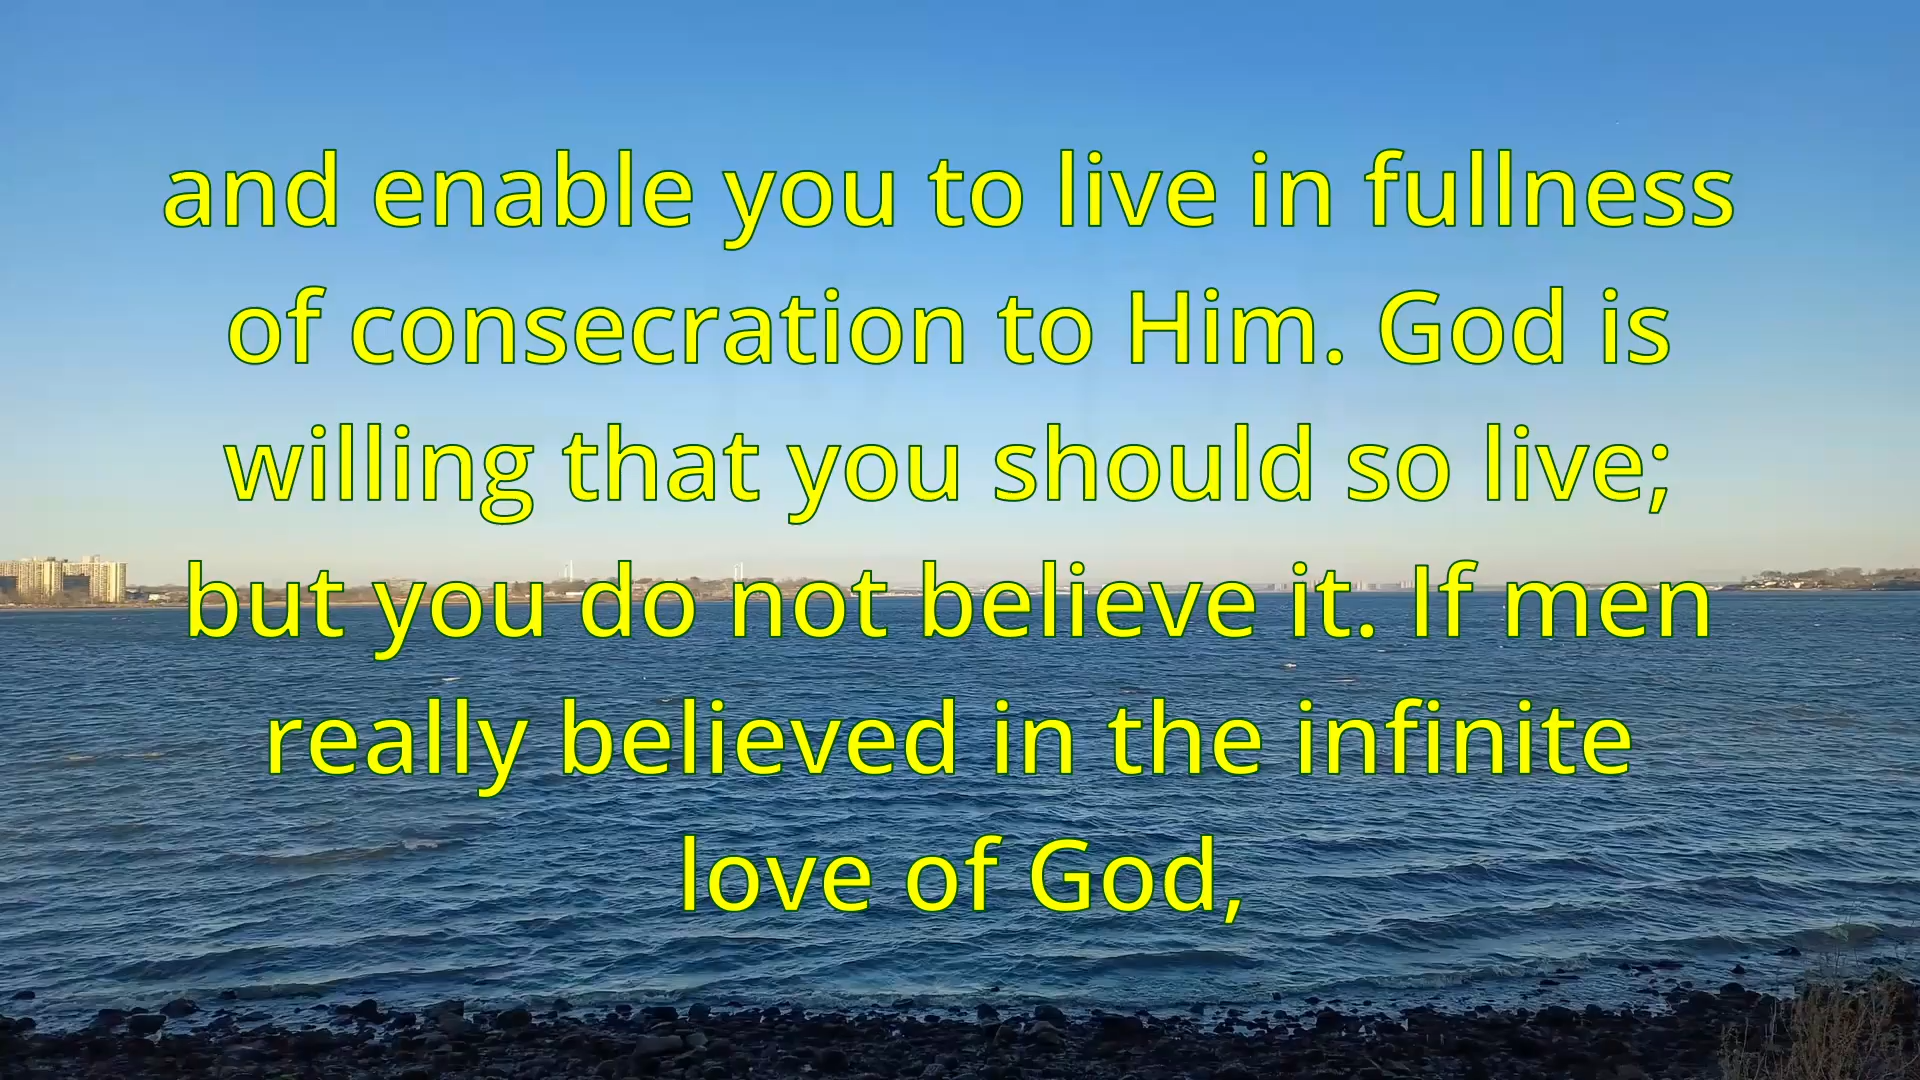 and enable you to live in fullness
of consecration to Him. God is
willing that you should so live;
but you do not believe it. If men
really believed in the infinite
love of God,